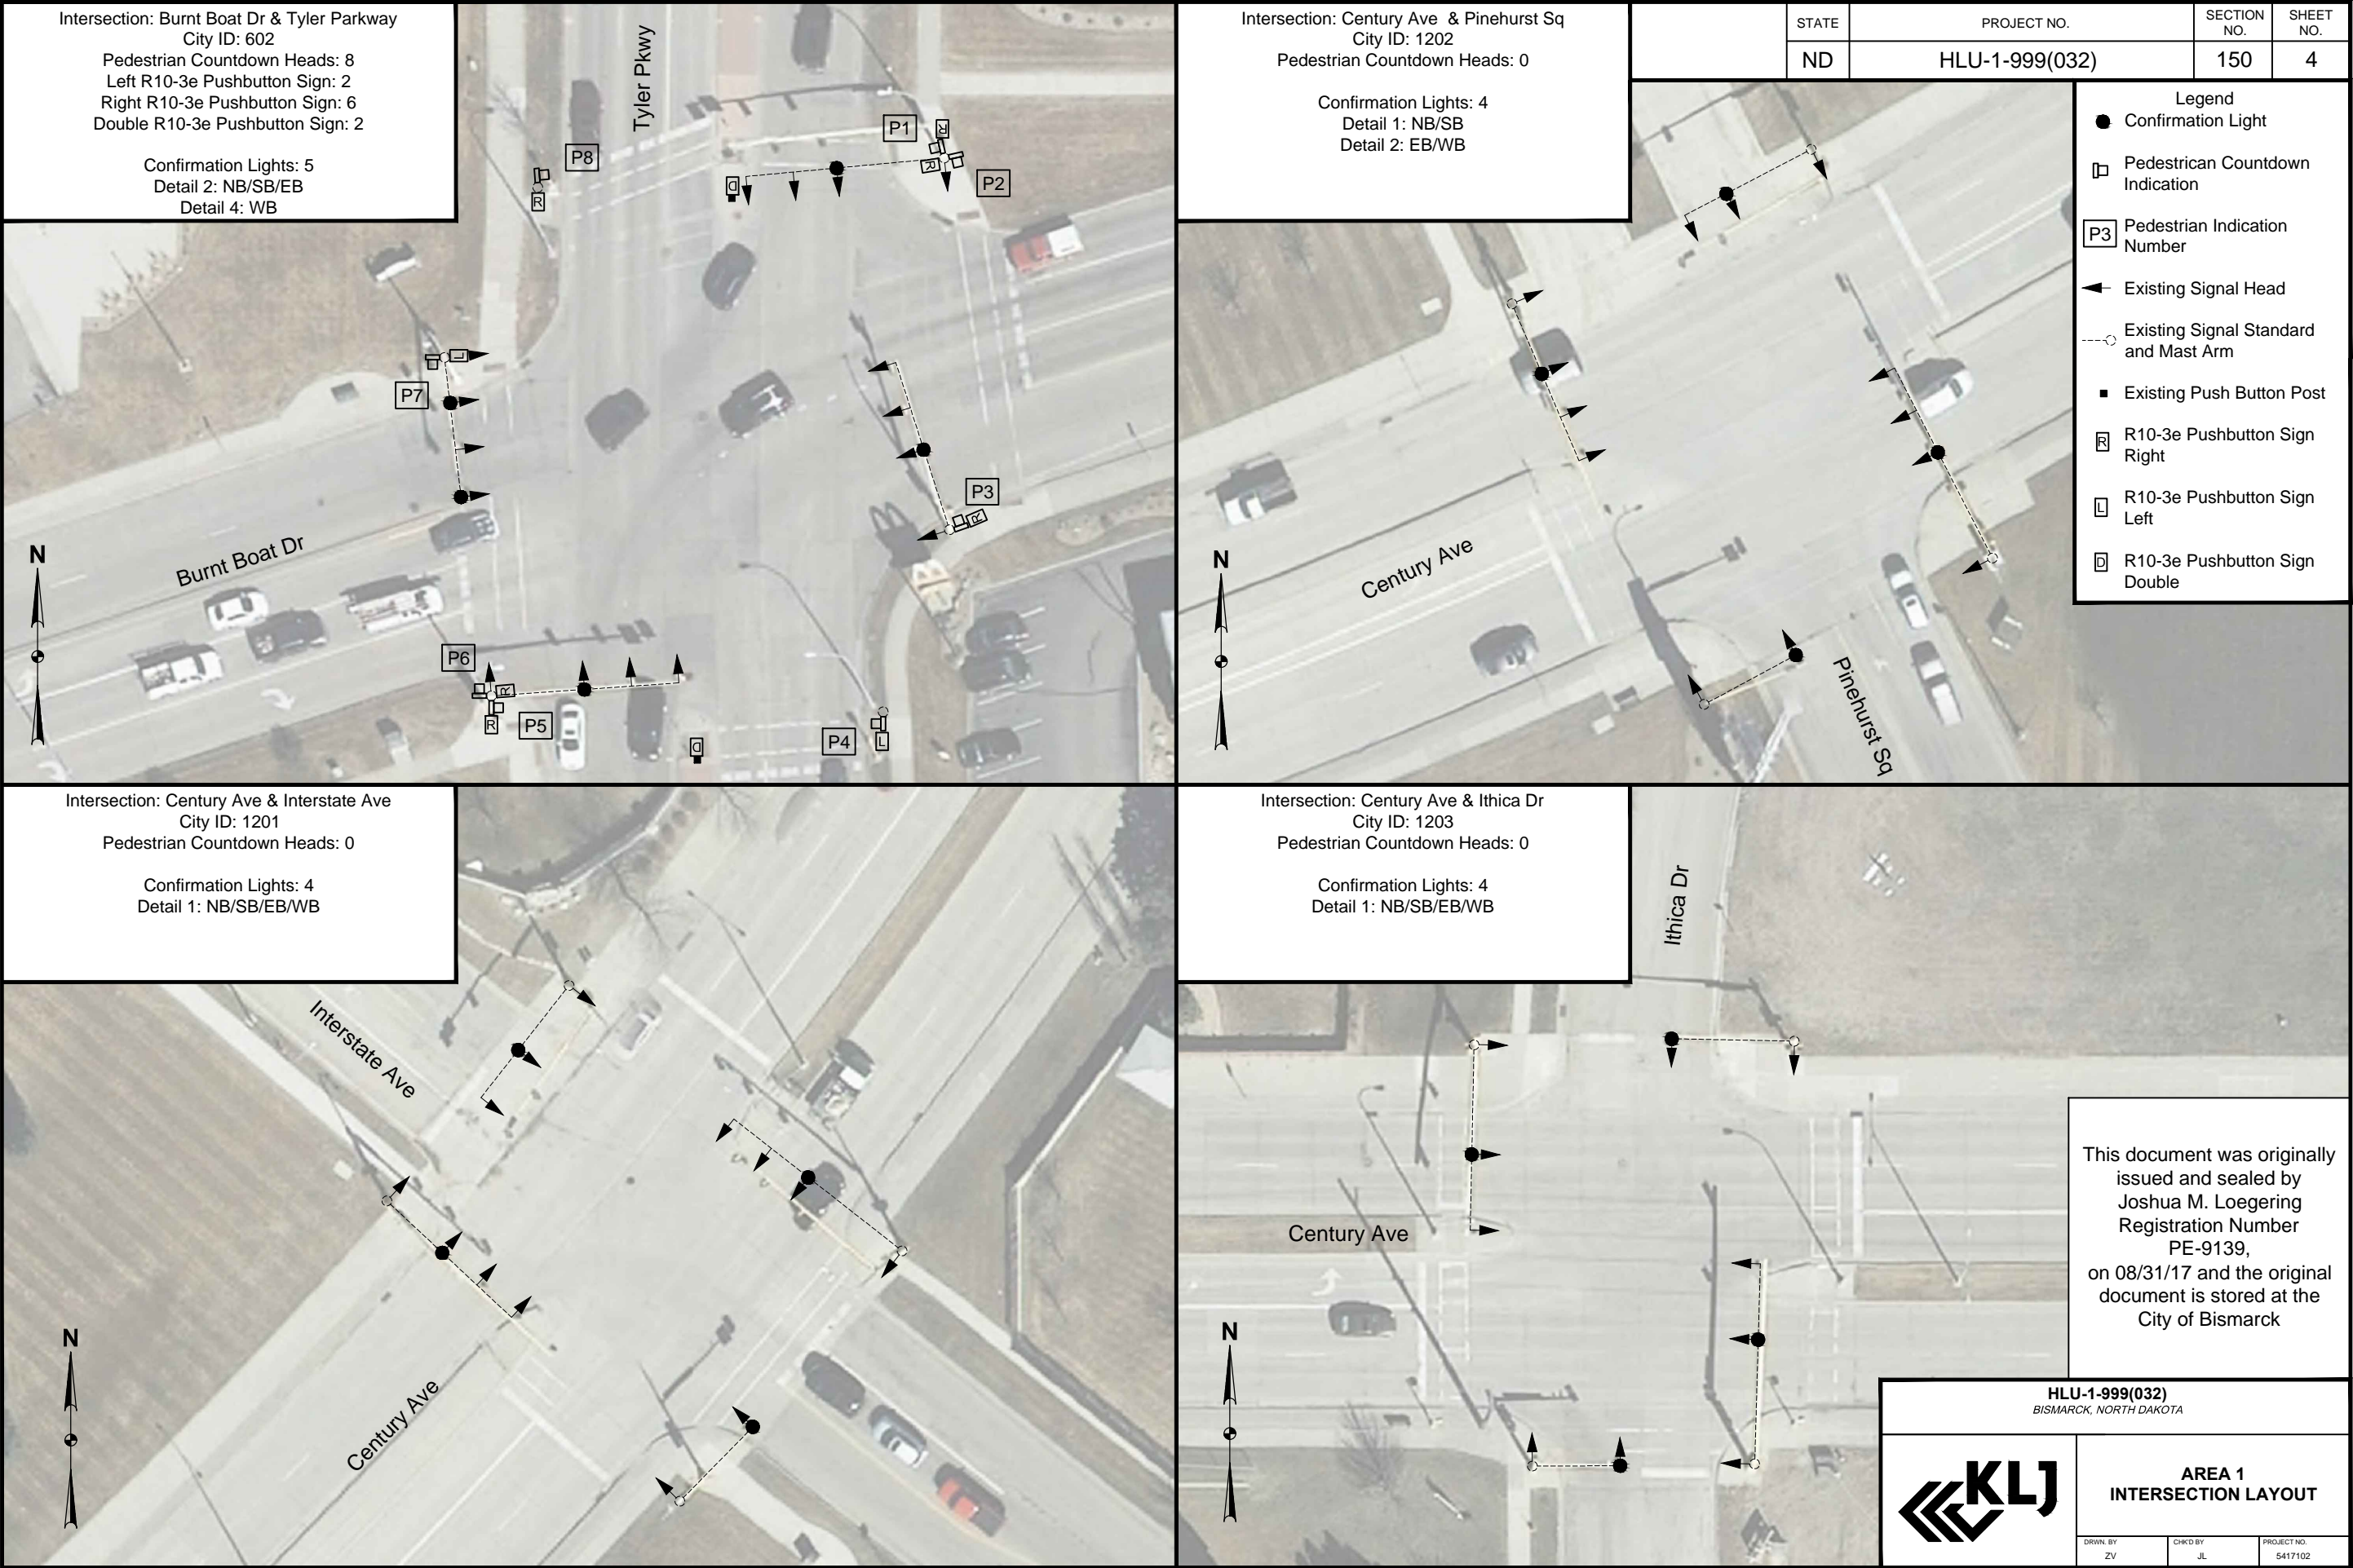 Intersection: Burnt Boat Dr & Tyler Parkway
City ID: 602
Pedestrian Countdown Heads: 8
Left R10-3e Pushbutton Sign: 2
Right R10-3e Pushbutton Sign: 6
Double R10-3e Pushbutton Sign: 2
Confirmation Lights: 5
Detail 2: NB/SB/EB
Detail 4: WB
Tyler Pkwy
P8
P1
R
R
P2
D
R
L
P7
P3
R
Burnt Boat Dr
N
P6
R
R
P5
D
P4
L
Intersection: Century Ave & Pinehurst Sq
City ID: 1202
Pedestrian Countdown Heads: 0
Confirmation Lights: 4
Detail 1: NB/SB
Detail 2: EB/WB
Century Ave
N
Pinehurst Sq
STATE
PROJECT NO.
SECTION NO.
SHEET NO.
ND
HLU-1-999(032)
150
4
Legend
Confirmation Light
Pedestrican Countdown
Indication
P3
Pedestrian Indication
Number
Existing Signal Head
Existing Signal Standard
and Mast Arm
Existing Push Button Post
R
R10-3e Pushbutton Sign
Right
L
R10-3e Pushbutton Sign
Left
D
R10-3e Pushbutton Sign
Double
Intersection: Century Ave & Interstate Ave
City ID: 1201
Pedestrian Countdown Heads: 0
Confirmation Lights: 4
Detail 1: NB/SB/EB/WB
Interstate Ave
N
Century Ave
Intersection: Century Ave & Ithica Dr
City ID: 1203
Pedestrian Countdown Heads: 0
Confirmation Lights: 4
Detail 1: NB/SB/EB/WB
Ithica Dr
Century Ave
N
This document was originally
issued and sealed by
Joshua M. Loegering
Registration Number
PE-9139,
on 08/31/17 and the original
document is stored at the
City of Bismarck
HLU-1-999(032)
BISMARCK, NORTH DAKOTA
KLJ
AREA 1
INTERSECTION LAYOUT
DRWN. BY
ZV
CHK'D BY
JL
PROJECT NO.
5417102